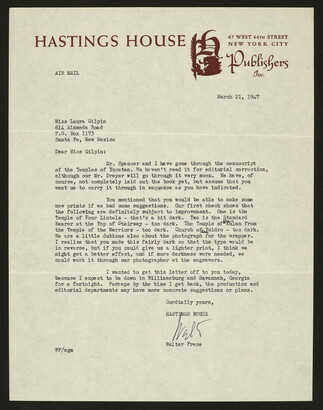 HASTINGS HOUSE
67 WEST 44TH STREET
NEW YORK CITY
Publishers
Inc.
AIR MAIL
March 21, 1947
Miss Laura Gilpin
614 Alameda Road
P.O. Box 1173
Santa Fe, New Mexico
Dear Miss Gilpin:
Mr. Spencer and I have gone through the manuscript
of the Temples of Yucatan. We haven't read it for editorial correction,
although our Mr. Dreyer will go through it very soon. We have, of
course, not completely laid out the book yet, but assume that you
want us to carry it through in sequence as you have indicated.
You mentioned that you would be able to make some
new prints if we had some suggestions. Our first check shows that
the following are definitely subject to improvement. One is the
Temple of Four Lintels - that's a bit dark. Two is the Standard
Bearer at the Top of Stairway - too dark. The Temple of from
the Temple of the Warriors - too dark. Church of Isidro - too dark.
We are a little dubious also about the photograph for the wrapper.
I realize that you made this fairly dark so that the type would be
in reverse, but if you could give us a lighter print, I think we
might get a better effect, and if more darkness were needed, we
could work it through our photographer at the engravers.
I wanted to get this letter off to you today,
because I expect to be down in Williamsburg and Savannah, Georgia
for a fortnight. Perhaps by the time I get back, the production and
editorial departments may have more concrete suggestions or plans.
Cordially yours,
HASTINGS HOUSE
Walt
Walter Frese
WF/mgm